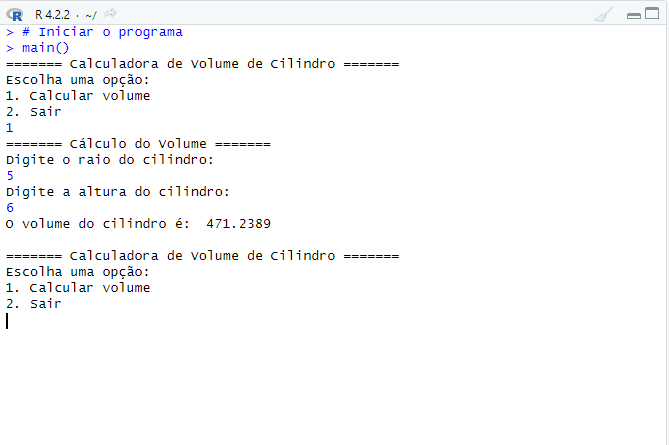 R R 4.2.2 · ~/
> # Iniciar o programa
> main()
======= Calculadora de Volume de Cilindro =======
Escolha uma opção:
1. Calcular volume
2. Sair
1
======= Cálculo do Volume =======
Digite o raio do cilindro:
5
Digite a altura do cilindro:
6
O volume do cilindro é:  471.2389

======= Calculadora de Volume de Cilindro =======
Escolha uma opção:
1. Calcular volume
2. Sair